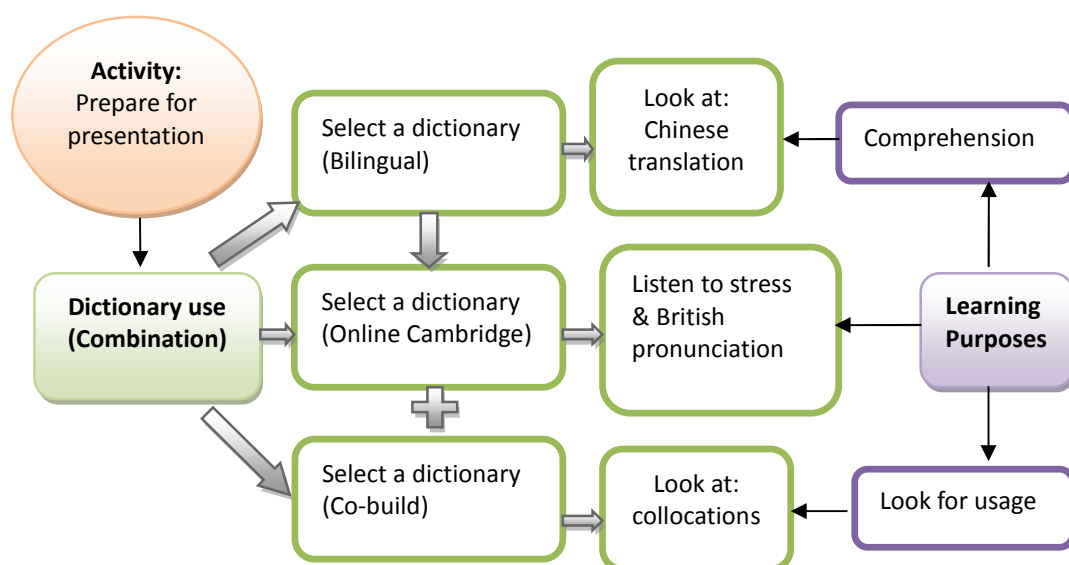 Activity:
Prepare for
presentation
Select a dictionary
(Bilingual)
Look at:
Chinese
translation
Comprehension
Dictionary use
(Combination)
Select a dictionary
(Online Cambridge)
Listen to stress
& British
pronunciation
Learning
Purposes
Select a dictionary
(Co-build)
Look at:
collocations
Look for usage